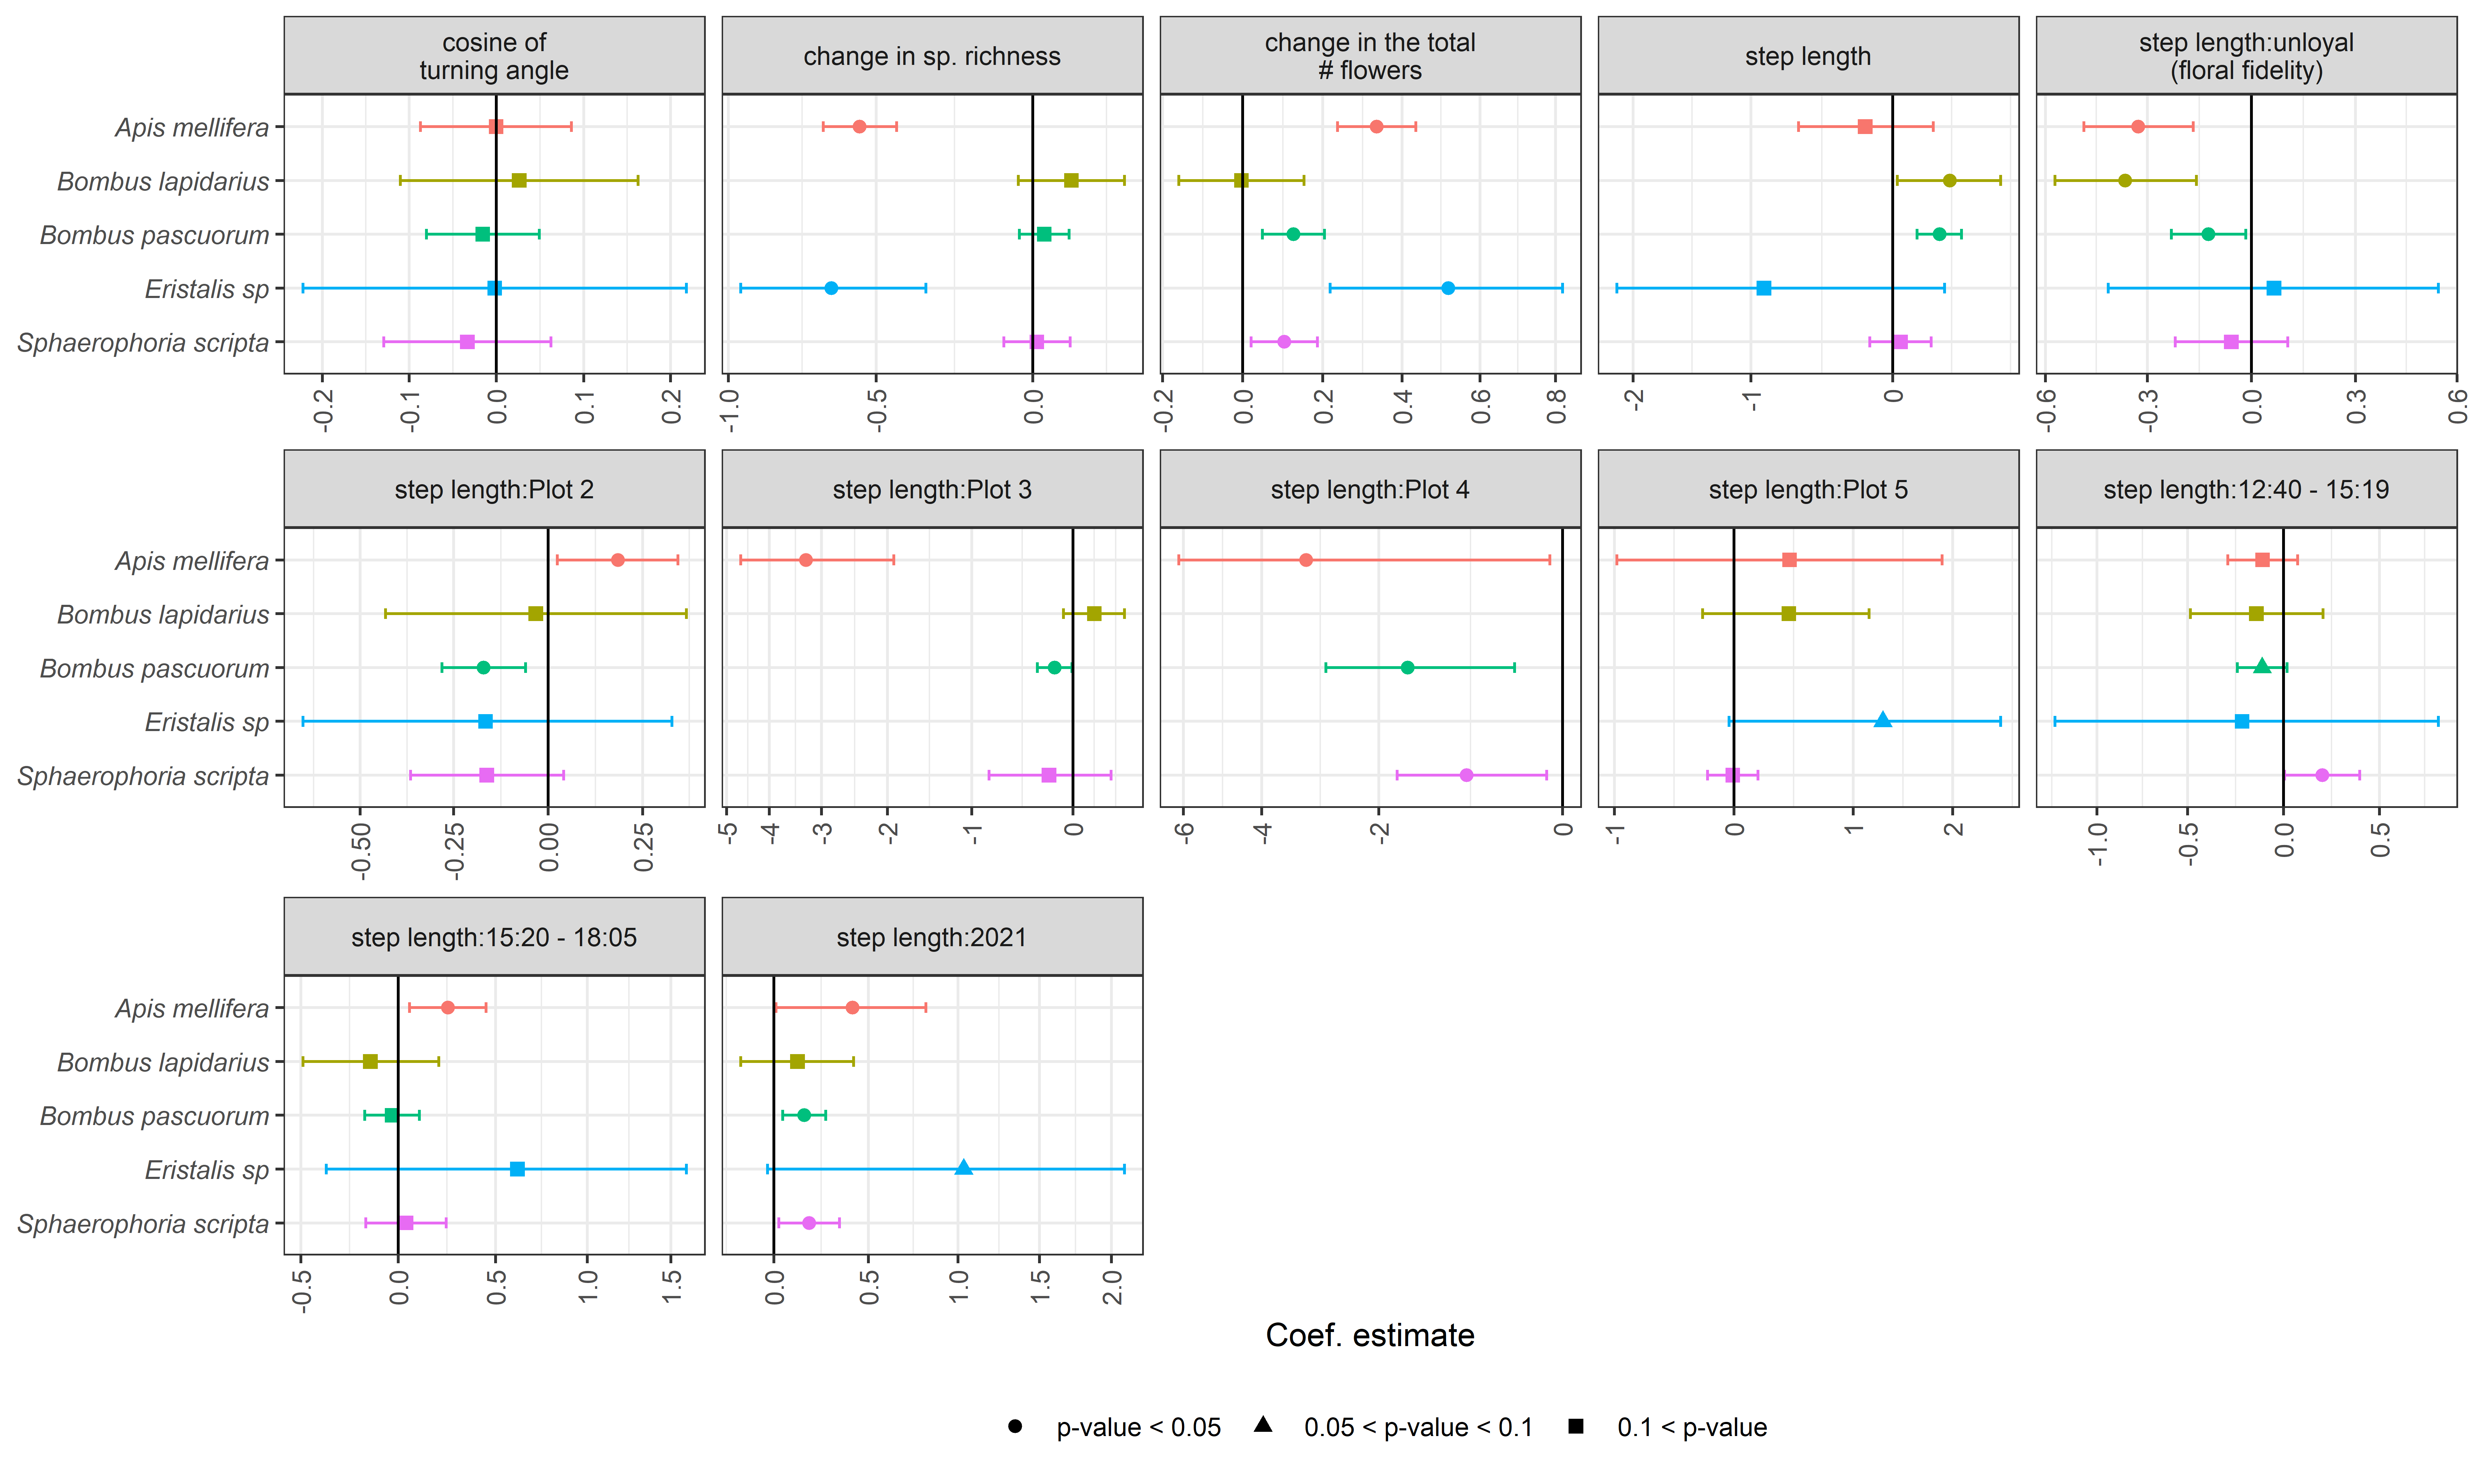 cosine of
turning angle
change in sp. richness
change in the total
# flowers
step length
step length:unloyal
(floral fidelity)
Apis mellifera
Bombus lapidarius
Bombus pascuorum
Eristalis sp
Sphaerophoria scripta
-0.2 -0.1 0.0 0.1 0.2
-1.0 -0.5 0.0
-0.2 0.0 0.2 0.4 0.6 0.8
-2 -1 0
-0.6 -0.3 0.0 0.3 0.6
step length:Plot 2
step length:Plot 3
step length:Plot 4
step length:Plot 5
step length:12:40 - 15:19
Apis mellifera
Bombus lapidarius
Bombus pascuorum
Eristalis sp
Sphaerophoria scripta
-0.50 -0.25 0.00 0.25
-5 -4 -3 -2 -1 0
-6 -4 -2 0
-1 0 1 2
-1.0 -0.5 0.0 0.5
step length:15:20 - 18:05
step length:2021
Apis mellifera
Bombus lapidarius
Bombus pascuorum
Eristalis sp
Sphaerophoria scripta
-0.5 0.0 0.5 1.0 1.5
0.0 0.5 1.0 1.5 2.0
Coef. estimate
p-value < 0.05 0.05 < p-value < 0.1 0.1 < p-value